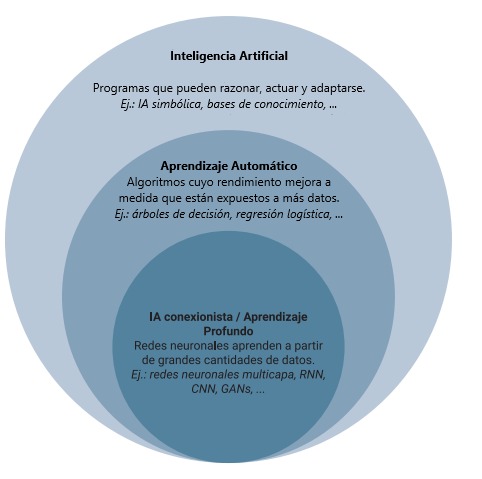 Inteligencia Artificial
Programas que pueden razonar, actuar y adaptarse.
Ej.: IA simbólica, bases de conocimiento, ...
Aprendizaje Automático
Algoritmos cuyo rendimiento mejora a
medida que están expuestos a más datos.
Ej.: árboles de decisión, regresión logística, ...
IA conexionista / Aprendizaje
Profundo
Redes neuronales aprenden a partir
de grandes cantidades de datos.
Ej.: redes neuronales multicapa, RNN,
CNN, GANs, ...